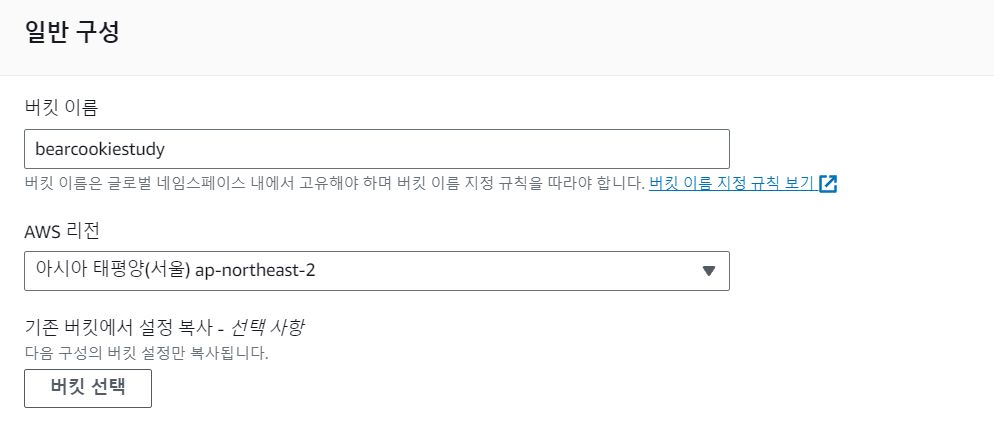 일반 구성
버킷 이름
bearcookiestudy
버킷 이름은 글로벌 네임스페이스 내에서 고유해야 하며 버킷 이름 지정 규칙을 따라야 합니다. 버킷 이름 지정 규칙 보기
AWS 리전
아시아 태평양(서울) ap-northeast-2
기존 버킷에서 설정 복사 - 선택 사항
다음 구성의 버킷 설정만 복사됩니다.
버킷 선택